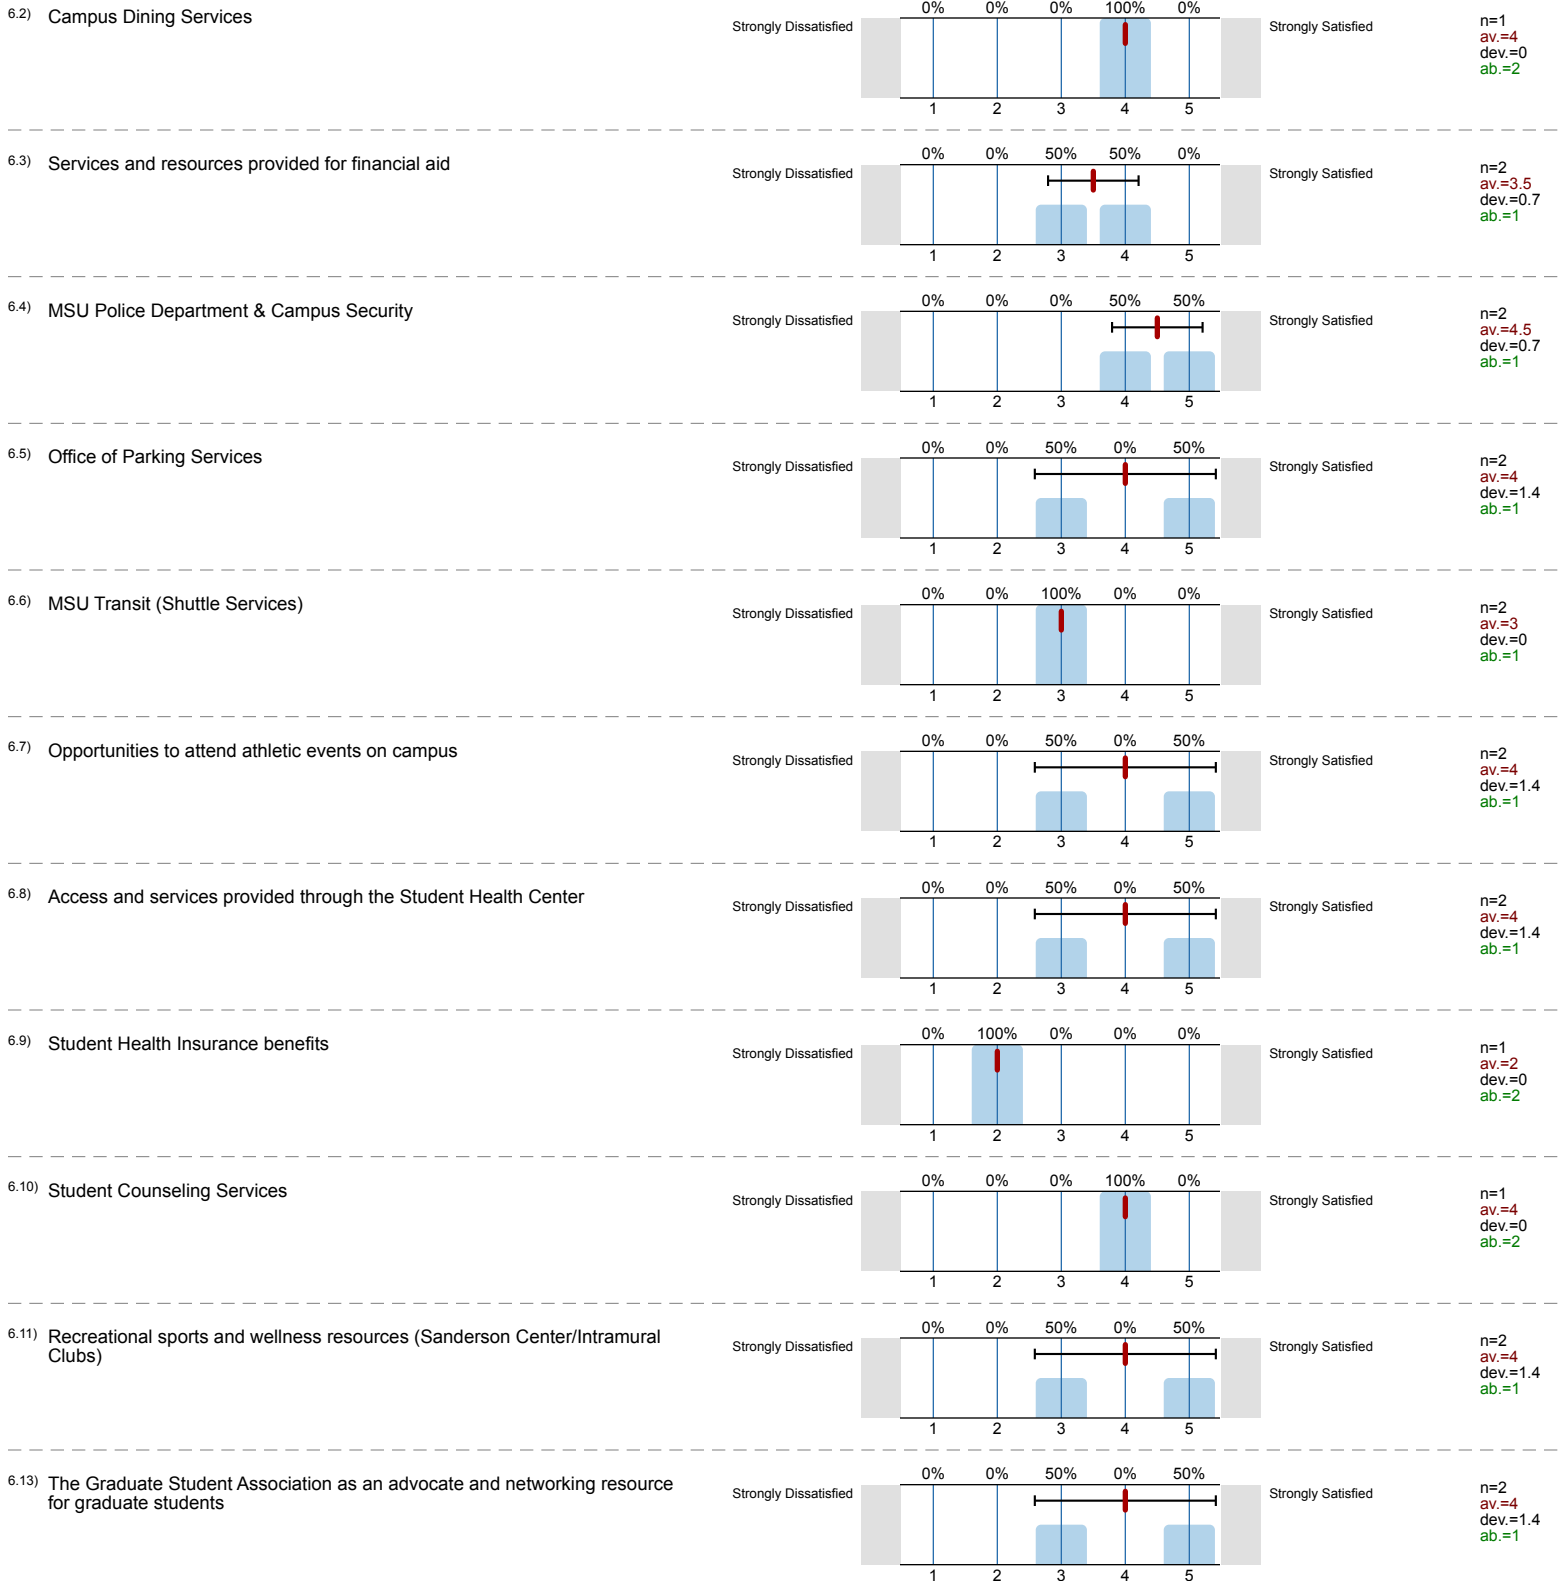 6.2) Campus Dining Services
0% 0% 0% 100% 0%
Strongly Dissatisfied
Strongly Satisfied
n=1
av.=4
dev.=0
ab.=2
1 2 3 4 5
6.3) Services and resources provided for financial aid
0% 0% 50% 50% 0%
Strongly Dissatisfied
Strongly Satisfied
n=2
av.=3.5
dev.=0.7
ab.=1
1 2 3 4 5
6.4) MSU Police Department & Campus Security
0% 0% 0% 50% 50%
Strongly Dissatisfied
Strongly Satisfied
n=2
av.=4.5
dev.=0.7
ab.=1
1 2 3 4 5
6.5) Office of Parking Services
0% 0% 50% 0% 50%
Strongly Dissatisfied
Strongly Satisfied
n=2
av.=4
dev.=1.4
ab.=1
1 2 3 4 5
6.6) MSU Transit (Shuttle Services)
0% 0% 100% 0% 0%
Strongly Dissatisfied
Strongly Satisfied
n=2
av.=3
dev.=0
ab.=1
1 2 3 4 5
6.7) Opportunities to attend athletic events on campus
0% 0% 50% 0% 50%
Strongly Dissatisfied
Strongly Satisfied
n=2
av.=4
dev.=1.4
ab.=1
1 2 3 4 5
6.8) Access and services provided through the Student Health Center
0% 0% 50% 0% 50%
Strongly Dissatisfied
Strongly Satisfied
n=2
av.=4
dev.=1.4
ab.=1
1 2 3 4 5
6.9) Student Health Insurance benefits
0% 100% 0% 0% 0%
Strongly Dissatisfied
Strongly Satisfied
n=1
av.=2
dev.=0
ab.=2
1 2 3 4 5
6.10) Student Counseling Services
0% 0% 0% 100% 0%
Strongly Dissatisfied
Strongly Satisfied
n=1
av.=4
dev.=0
ab.=2
1 2 3 4 5
6.11) Recreational sports and wellness resources (Sanderson Center/Intramural
Clubs)
0% 0% 50% 0% 50%
Strongly Dissatisfied
Strongly Satisfied
n=2
av.=4
dev.=1.4
ab.=1
1 2 3 4 5
6.13) The Graduate Student Association as an advocate and networking resource
for graduate students
0% 0% 50% 0% 50%
Strongly Dissatisfied
Strongly Satisfied
n=2
av.=4
dev.=1.4
ab.=1
1 2 3 4 5